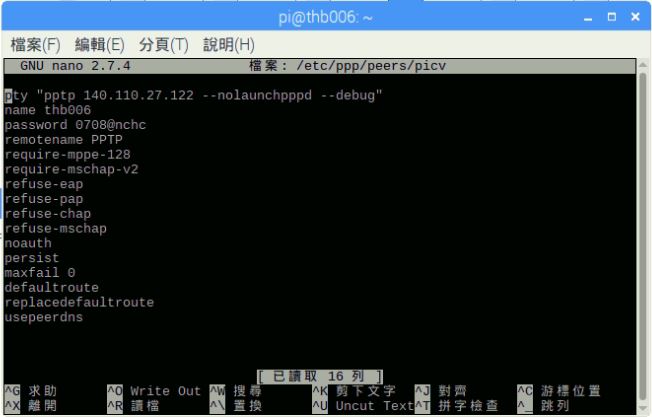 pi@thb006: ~
檔案(F) 編輯(E) 分頁(T) 說明(H)
GNU nano 2.7.4 檔案: /etc/ppp/peers/picv
pty "pptp 140.110.27.122 --nolaunchpppd --debug"
name thb006
password 0708@nchc
remotename PPTP
require-mppe-128
require-mschap-v2
refuse-eap
refuse-pap
refuse-chap
refuse-mschap
noauth
persist
maxfail 0
defaultroute
replacedefaultroute
usepeerdns
[ 已讀取 16 列 ]
^G 求助 ^O Write Out ^W 搜尋 ^K 剪下文字 ^J 對齊 ^C 游標位置
^X 離開 ^R 讀檔 ^\ 置換 ^U Uncut Text ^T 拼字檢查 ^_ 跳列